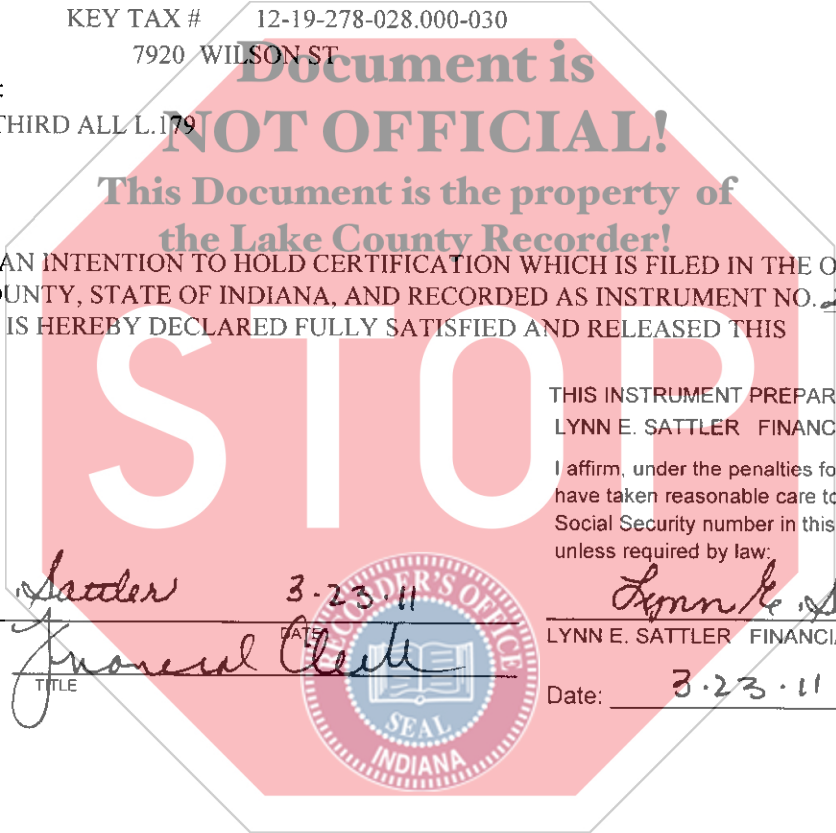 KEY TAX # 12-19-278-028.000-030
7920 WILSON ST
:
THIRD ALL L.179
Document is
NOT OFFICIAL!
This Document is the property of
the Lake County Recorder!
AN INTENTION TO HOLD CERTIFICATION WHICH IS FILED IN THE O
OUNTY, STATE OF INDIANA, AND RECORDED AS INSTRUMENT NO.
IS HEREBY DECLARED FULLY SATISFIED AND RELEASED THIS
STOP
THIS INSTRUMENT PREPAR
LYNN E. SATTLER FINANC
I affirm, under the penalties fo
have taken reasonable care to
Social Security number in this
unless required by law:
Sattler 3-23-11
DATE
Financial Clerk
TITLE
Lynn E. S
LYNN E. SATTLER FINANCIA
Date: 3-23-11
RECORDER'S OFFICE
SEAL
INDIANA